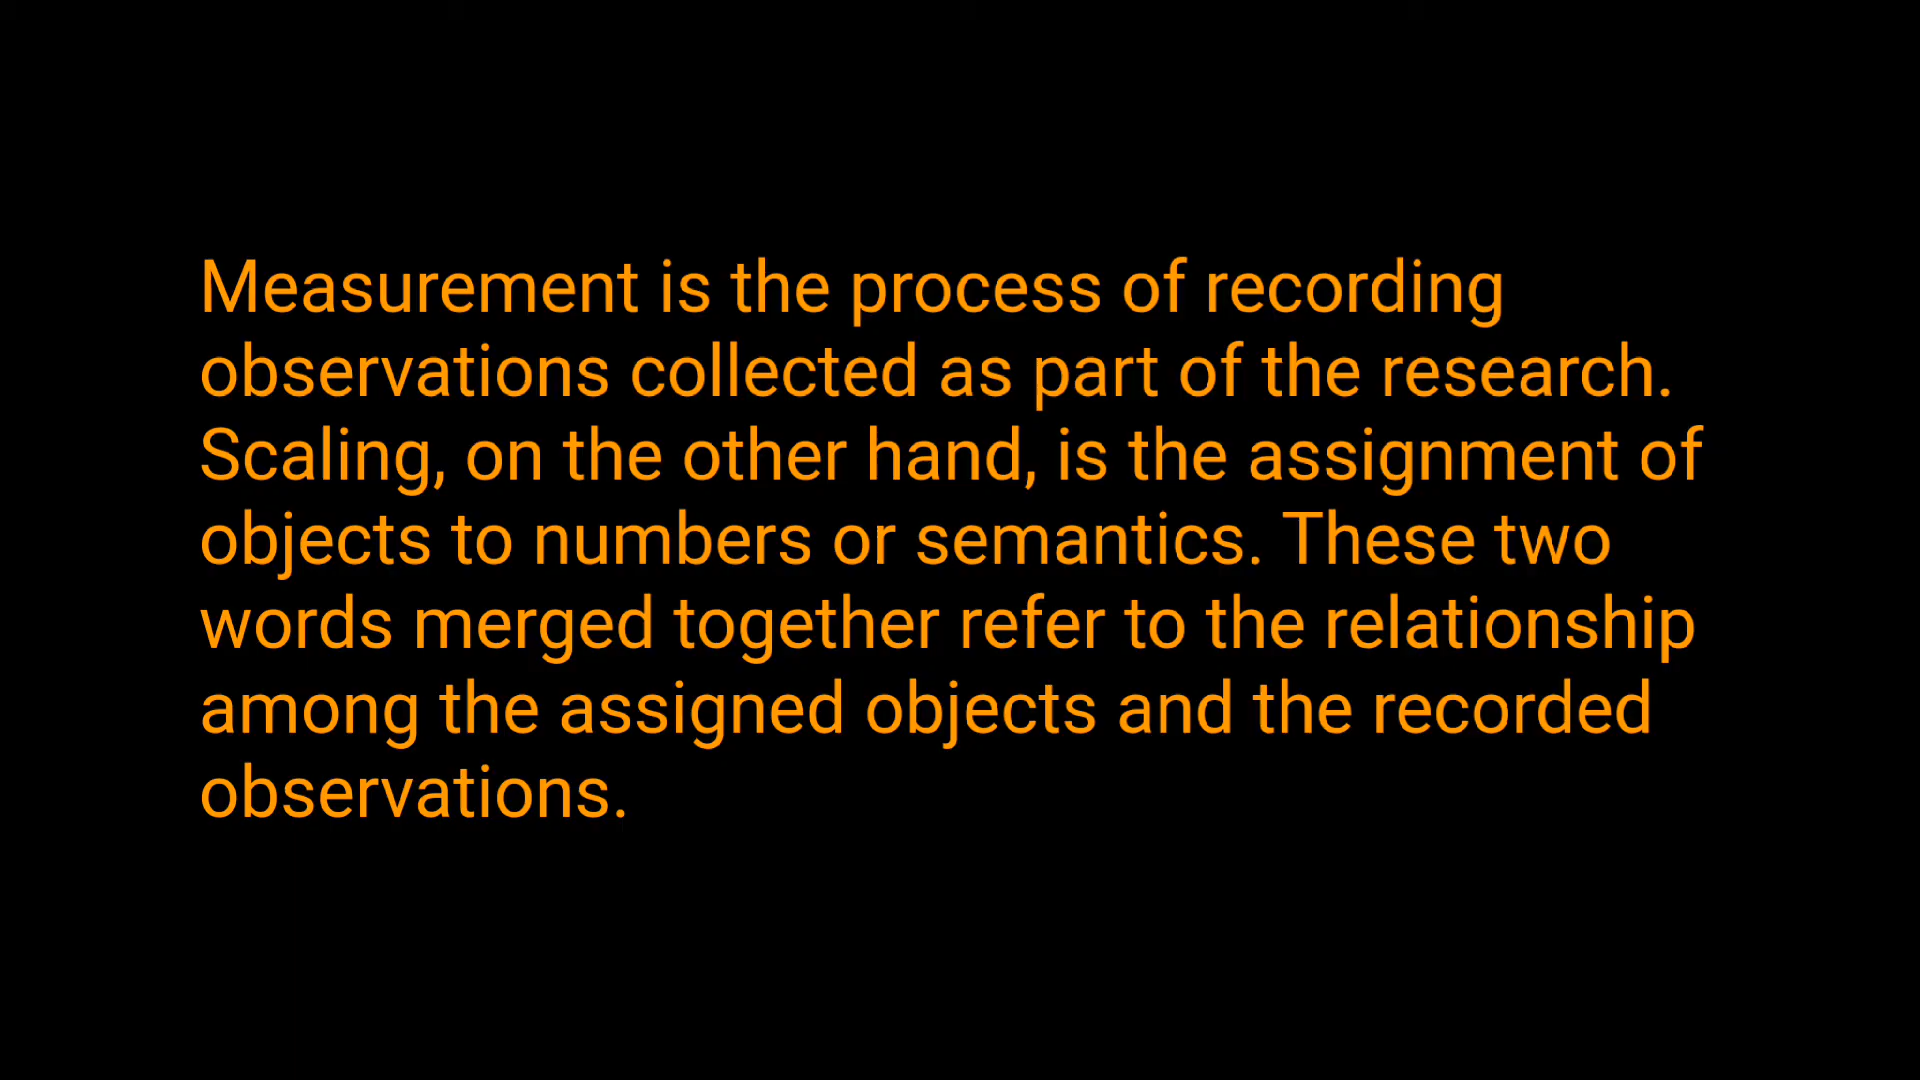 Measurement is the process of recording
observations collected as part of the research.
Scaling, on the other hand, is the assignment of
objects to numbers or semantics. These two
words merged together refer to the relationship
among the assigned objects and the recorded
observations.